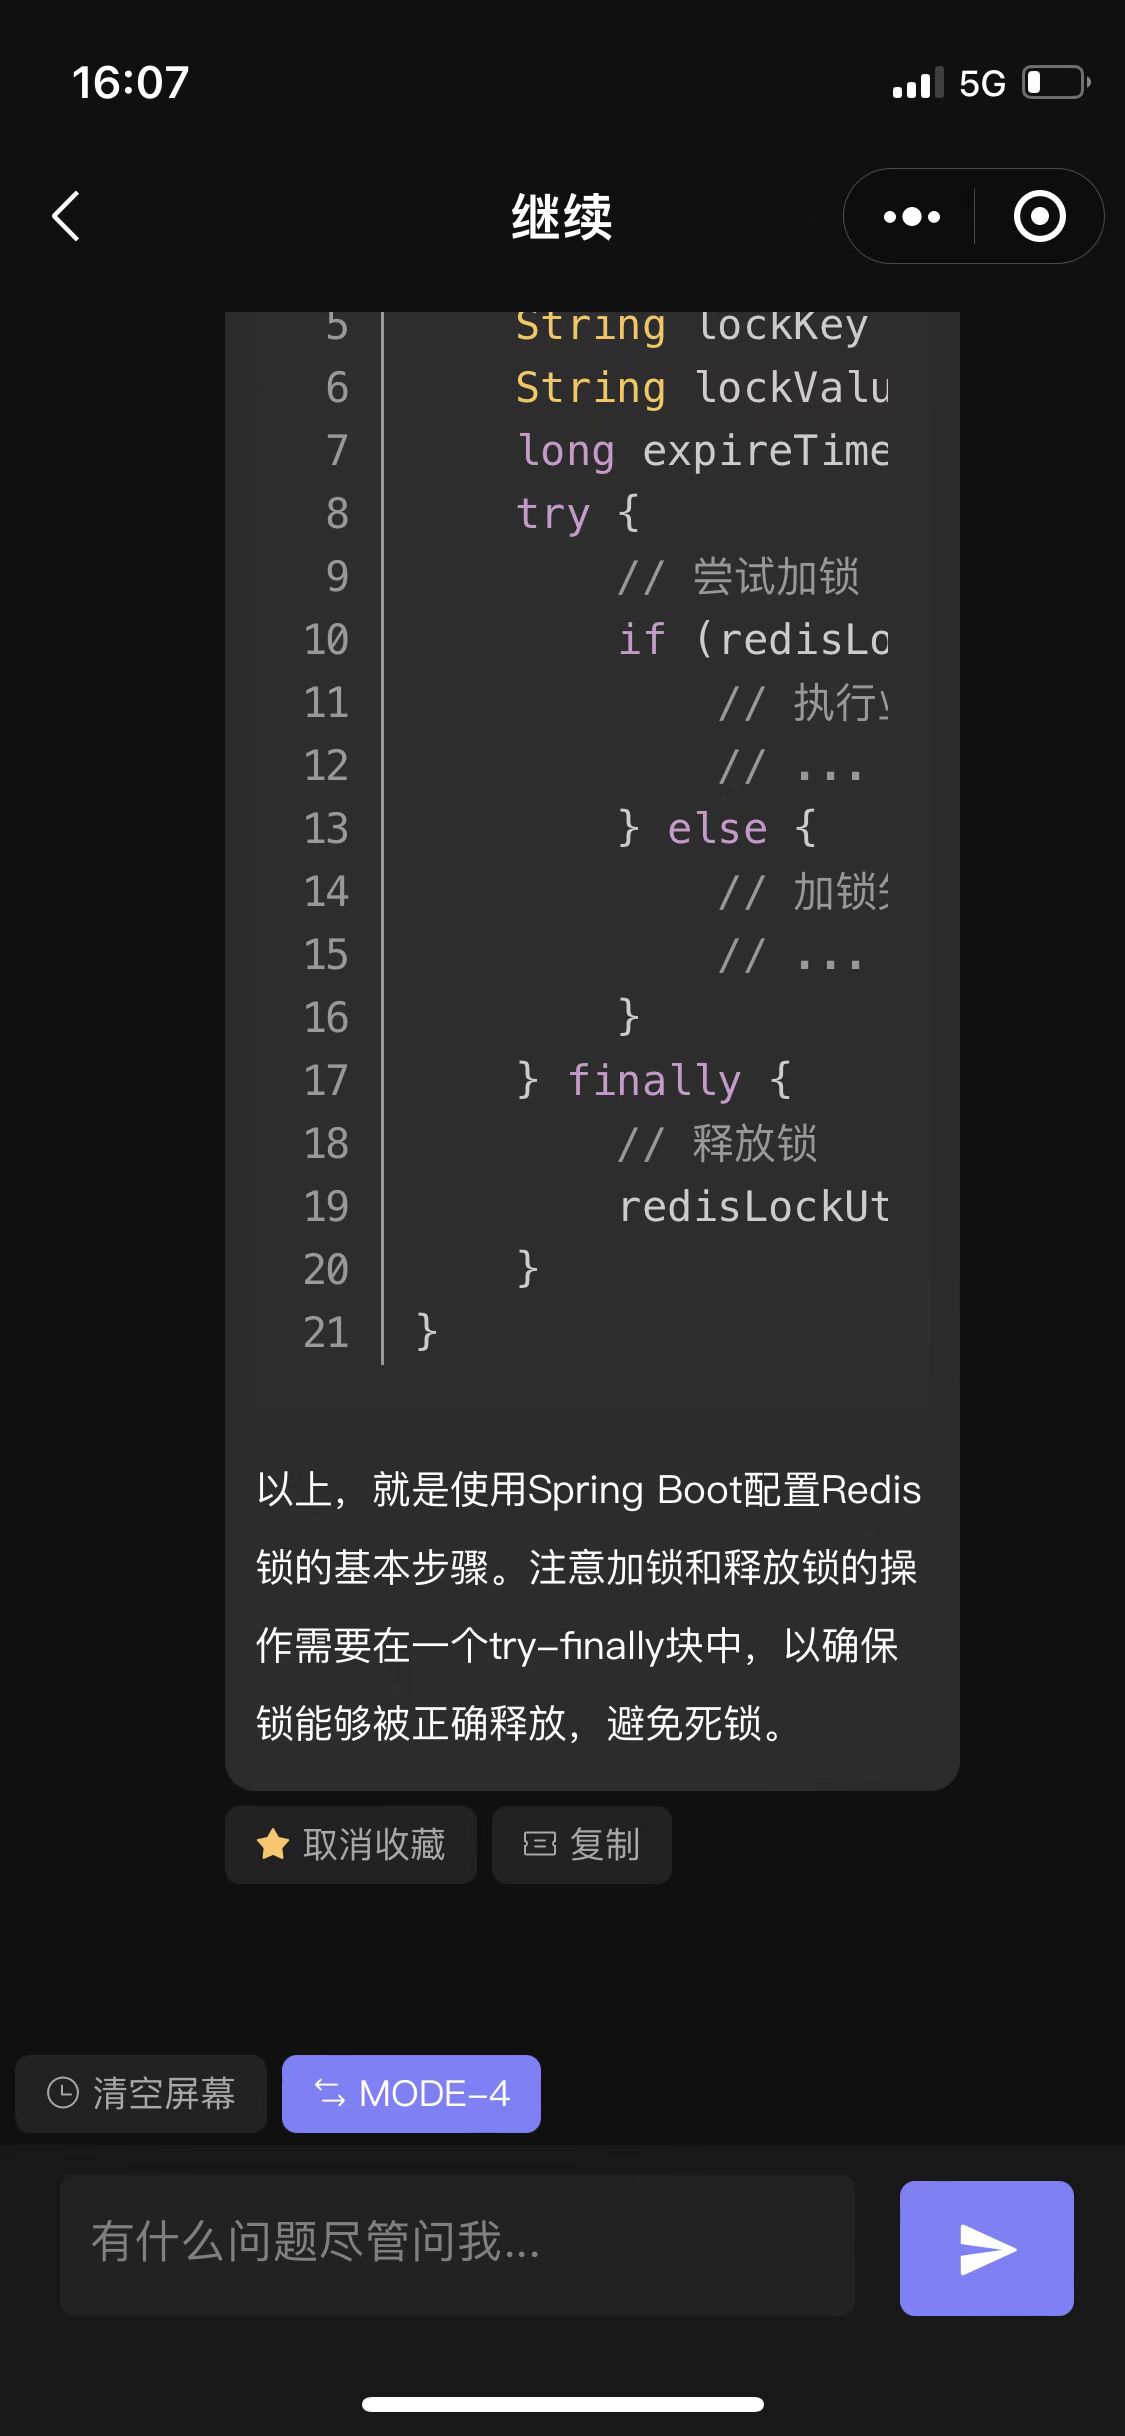 16:07
5G
继续
5 String lockKey
6 String lockValu
7 long expireTime
8 try {
9 // 尝试加锁
10 if (redisLo
11 // 执行
12 // ...
13 } else {
14 // 加锁
15 // ...
16 }
17 } finally {
18 // 释放锁
19 redisLockUt
20 }
21 }
以上，就是使用Spring Boot配置Redis
锁的基本步骤。注意加锁和释放锁的操
作需要在一个try-finally块中，以确保
锁能够被正确释放，避免死锁。
取消收藏 复制
清空屏幕 MODE-4
有什么问题尽管问我...